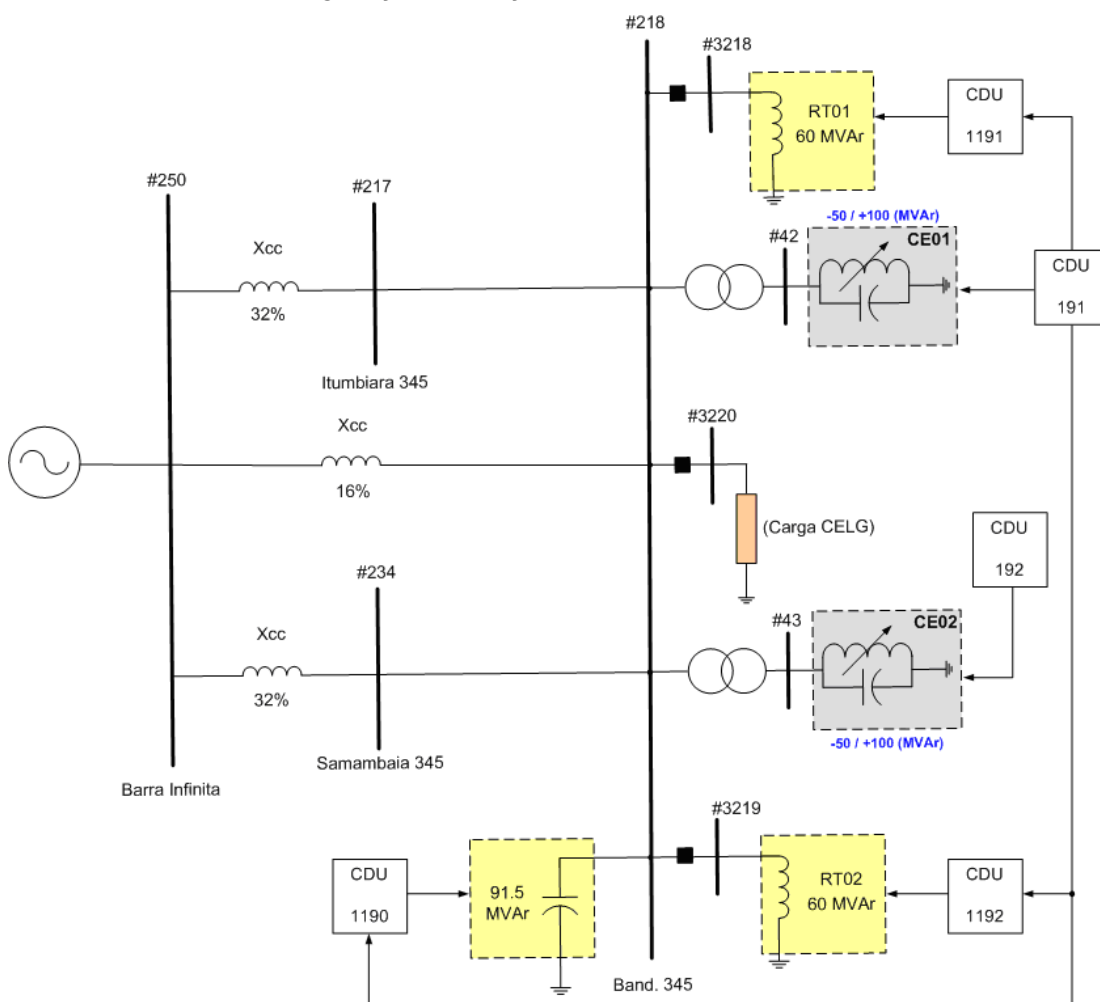 #218
#3218
RT01
60 MVAr
CDU
1191
#250
#217
-50 / +100 (MVAr)
#42
CE01
Xcc
32%
CDU
191
Itumbiara 345
#3220
Xcc
16%
(Carga CELG)
CDU
192
#234
#43
CE02
Xcc
32%
-50 / +100 (MVAr)
Samambaia 345
Barra Infinita
#3219
CDU
1190
91.5
MVAr
RT02
60 MVAr
CDU
1192
Band. 345